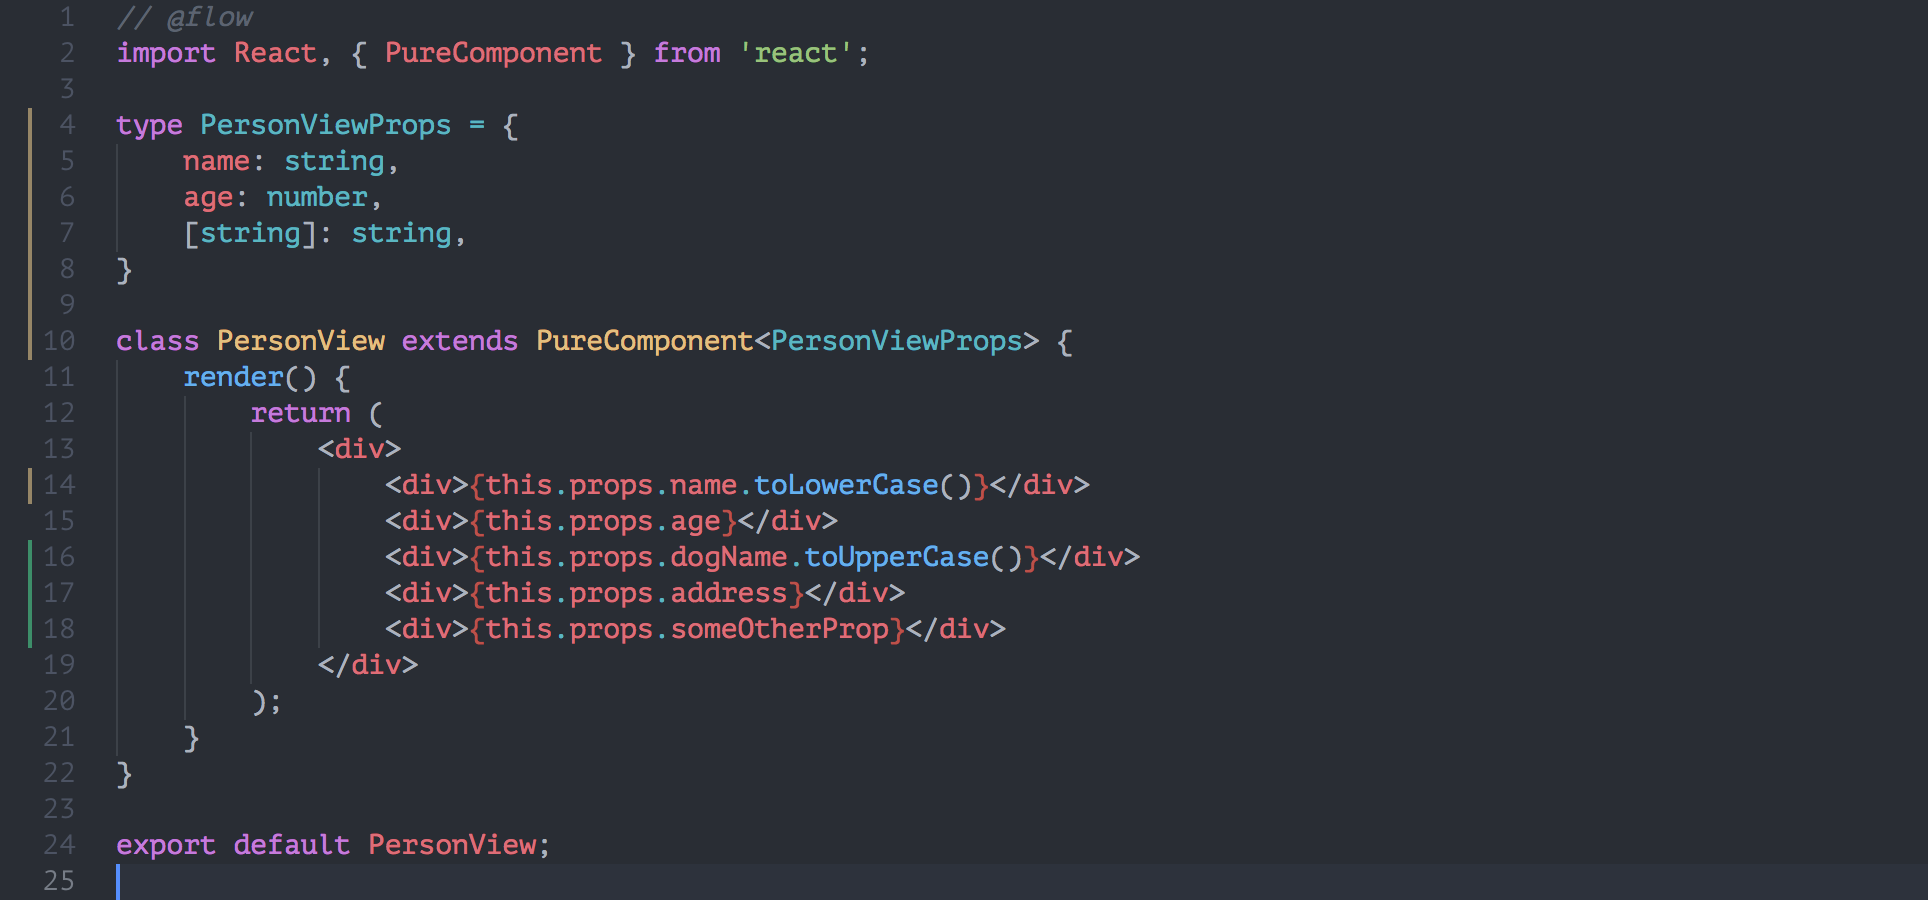 1 // @flow
2 import React, { PureComponent } from 'react';
3
4 type PersonViewProps = {
5     name: string,
6     age: number,
7     [string]: string,
8 }
9
10 class PersonView extends PureComponent<PersonViewProps> {
11     render() {
12         return (
13             <div>
14                 <div>{this.props.name.toLowerCase()}</div>
15                 <div>{this.props.age}</div>
16                 <div>{this.props.dogName.toUpperCase()}</div>
17                 <div>{this.props.address}</div>
18                 <div>{this.props.someOtherProp}</div>
19             </div>
20         );
21     }
22 }
23
24 export default PersonView;
25